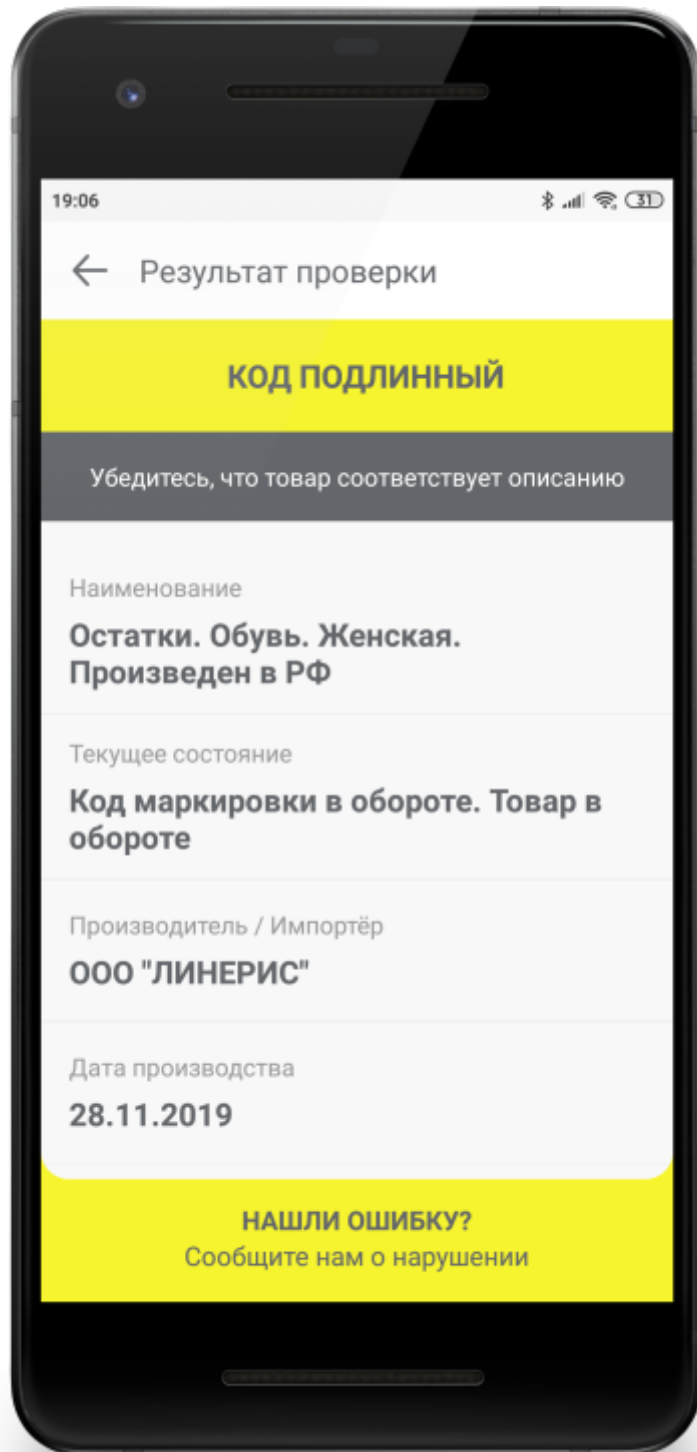 19:06
31
Результат проверки
КОД ПОДЛИННЫЙ
Убедитесь, что товар соответствует описанию
Наименование
Остатки. Обувь. Женская.
Произведен в РФ
Текущее состояние
Код маркировки в обороте. Товар в
обороте
Производитель / Импортёр
ООО "ЛИНЕРИС"
Дата производства
28.11.2019
НАШЛИ ОШИБКУ?
Сообщите нам о нарушении